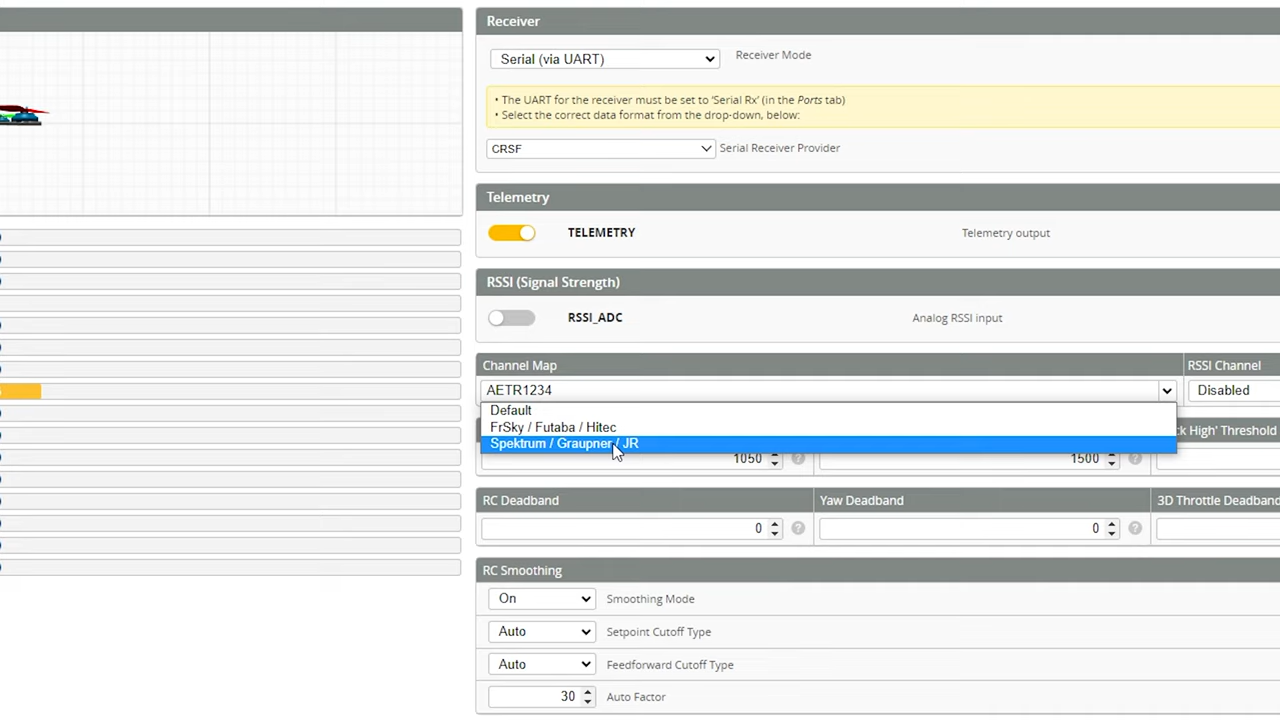 Receiver
Serial (via UART)
Receiver Mode
• The UART for the receiver must be set to 'Serial Rx' (in the Ports tab)
• Select the correct data format from the drop-down, below:
CRSF
Serial Receiver Provider
Telemetry
TELEMETRY
Telemetry output
RSSI (Signal Strength)
RSSI_ADC
Analog RSSI input
Channel Map
RSSI Channel
AETR1234
Disabled
Default
FrSky / Futaba / Hitec
Spektrum / Graupner / JR
ck High' Threshold
1050
1500
RC Deadband
Yaw Deadband
3D Throttle Deadband
0
0
RC Smoothing
On
Smoothing Mode
Auto
Setpoint Cutoff Type
Auto
Feedforward Cutoff Type
30
Auto Factor